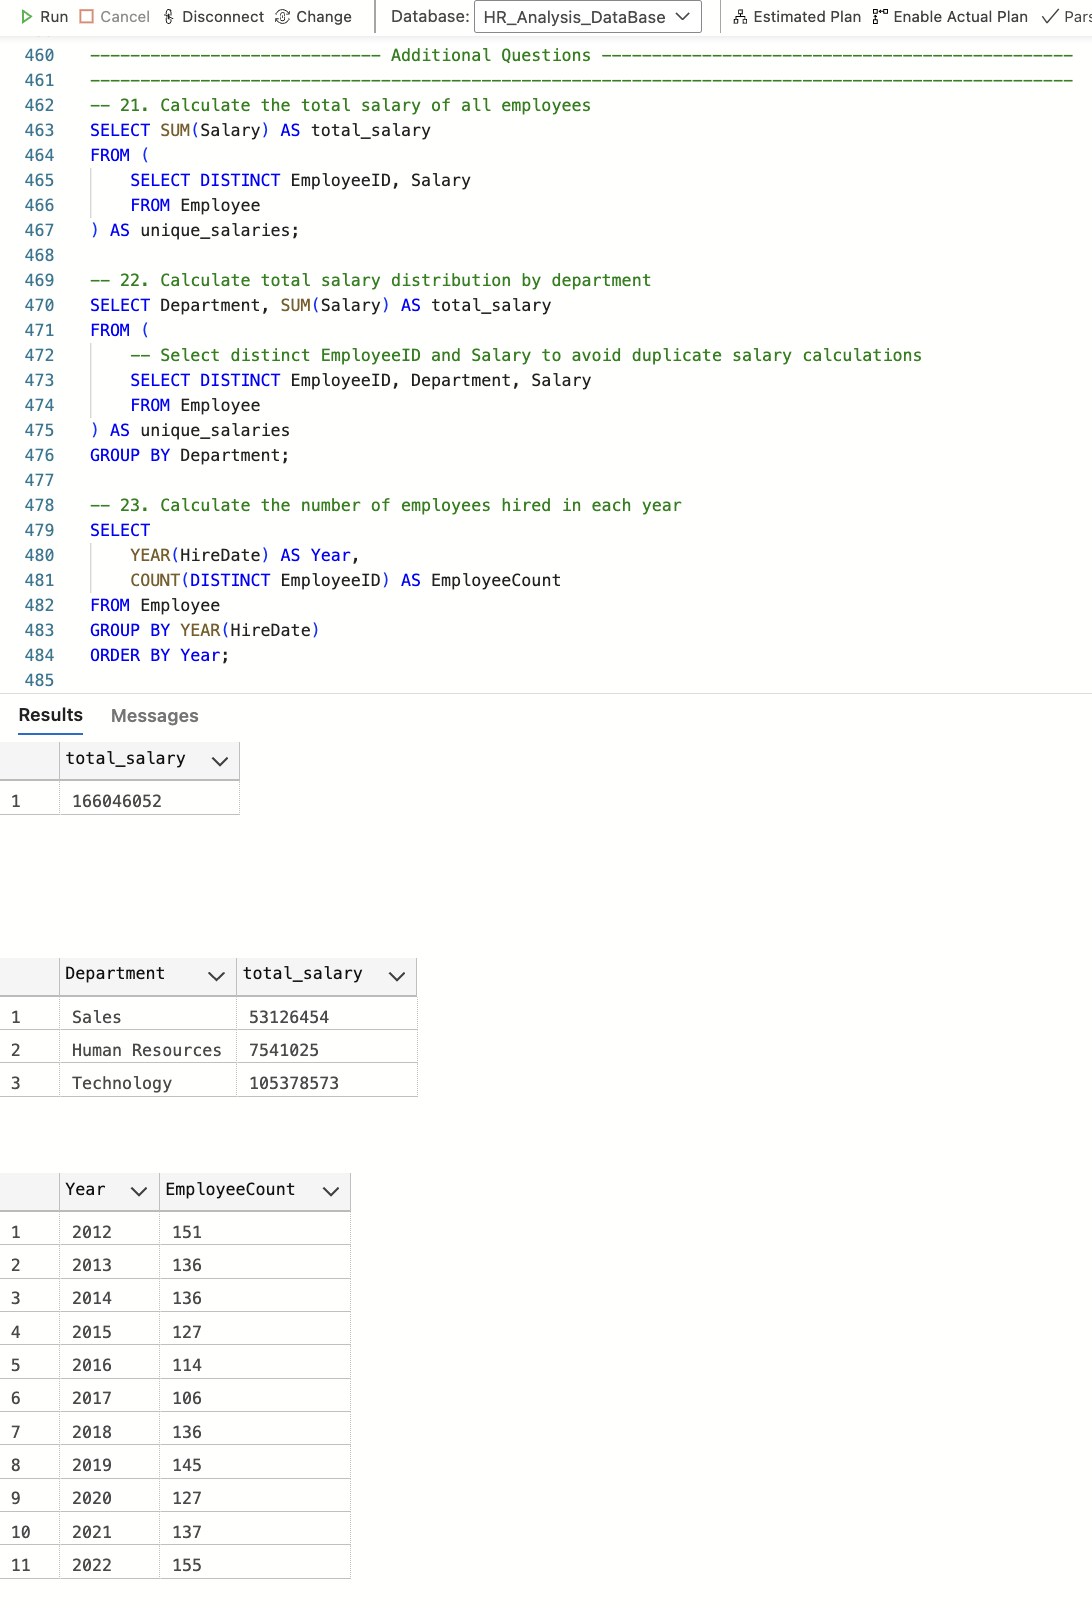 Run Cancel Disconnect Change Database: HR_Analysis_DataBase Estimated Plan Enable Actual Plan Pars
460 ----------------------------- Additional Questions -----------------------------------------------
461 --------------------------------------------------------------------------------------------------
462 -- 21. Calculate the total salary of all employees
463 SELECT SUM(Salary) AS total_salary
464 FROM (
465 SELECT DISTINCT EmployeeID, Salary
466 FROM Employee
467 ) AS unique_salaries;
468
469 -- 22. Calculate total salary distribution by department
470 SELECT Department, SUM(Salary) AS total_salary
471 FROM (
472 -- Select distinct EmployeeID and Salary to avoid duplicate salary calculations
473 SELECT DISTINCT EmployeeID, Department, Salary
474 FROM Employee
475 ) AS unique_salaries
476 GROUP BY Department;
477
478 -- 23. Calculate the number of employees hired in each year
479 SELECT
480 YEAR(HireDate) AS Year,
481 COUNT(DISTINCT EmployeeID) AS EmployeeCount
482 FROM Employee
483 GROUP BY YEAR(HireDate)
484 ORDER BY Year;
485
Results Messages
total_salary
1 166046052
Department total_salary
1 Sales 53126454
2 Human Resources 7541025
3 Technology 105378573
Year EmployeeCount
1 2012 151
2 2013 136
3 2014 136
4 2015 127
5 2016 114
6 2017 106
7 2018 136
8 2019 145
9 2020 127
10 2021 137
11 2022 155